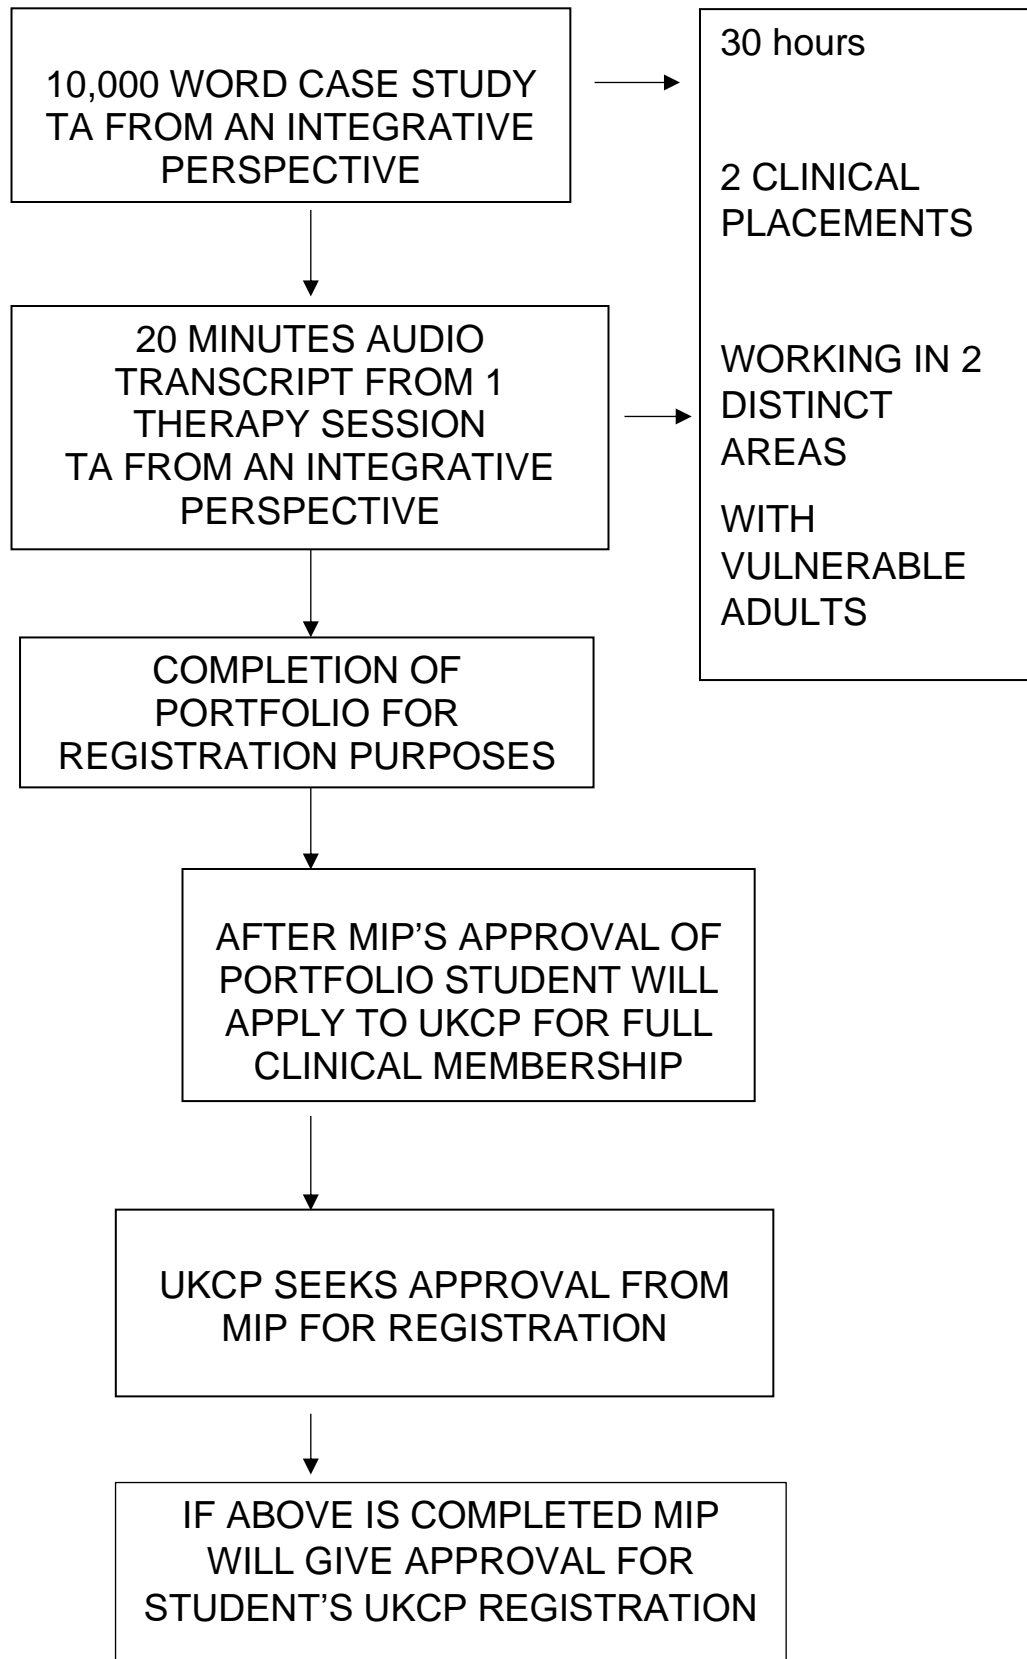 10,000 WORD CASE STUDY
TA FROM AN INTEGRATIVE
PERSPECTIVE
30 hours
2 CLINICAL
PLACEMENTS
WORKING IN 2
DISTINCT
AREAS
WITH
VULNERABLE
ADULTS
20 MINUTES AUDIO
TRANSCRIPT FROM 1
THERAPY SESSION
TA FROM AN INTEGRATIVE
PERSPECTIVE
COMPLETION OF
PORTFOLIO FOR
REGISTRATION PURPOSES
AFTER MIP’S APPROVAL OF
PORTFOLIO STUDENT WILL
APPLY TO UKCP FOR FULL
CLINICAL MEMBERSHIP
UKCP SEEKS APPROVAL FROM
MIP FOR REGISTRATION
IF ABOVE IS COMPLETED MIP
WILL GIVE APPROVAL FOR
STUDENT’S UKCP REGISTRATION